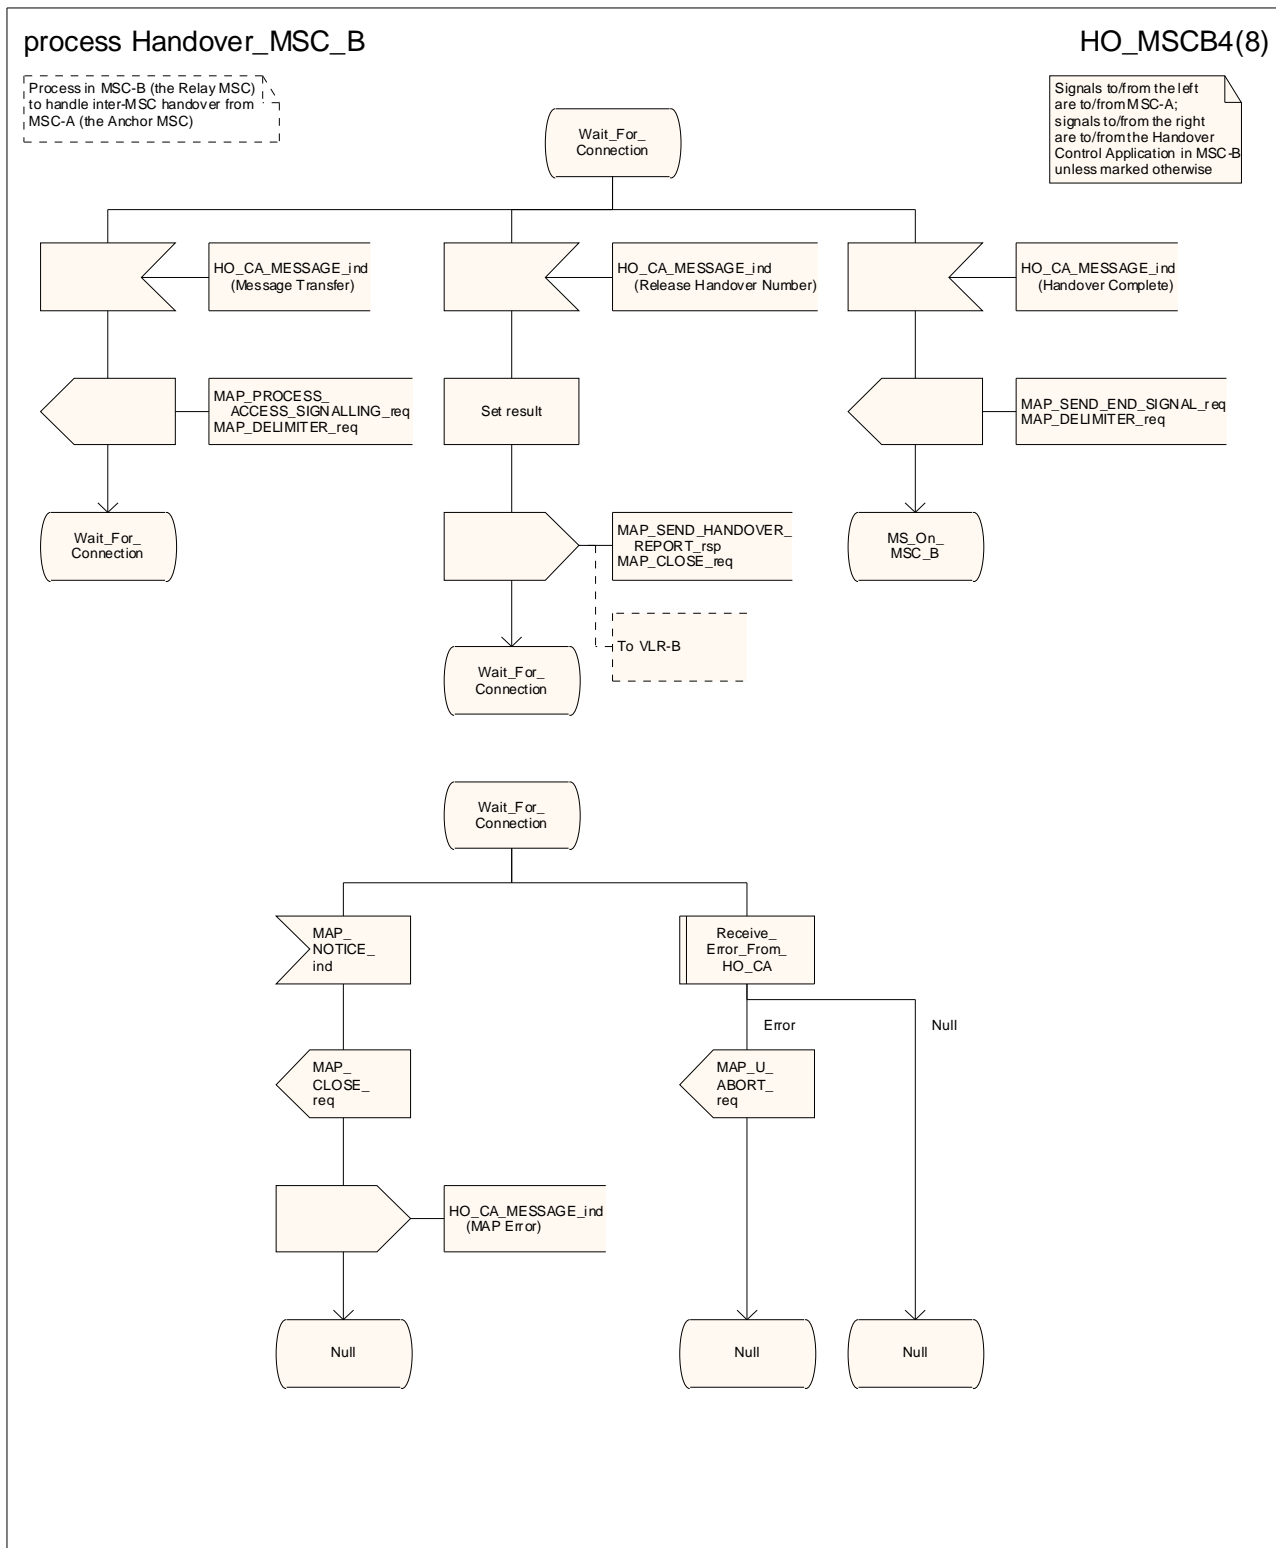 process Handover_MSC_B
HO_MSCB4(8)
Process in MSC-B (the Relay MSC)
to handle inter-MSC handover from
MSC-A (the Anchor MSC)
Signals to/from the left
are to/from MSC-A;
signals to/from the right
are to/from the Handover
Control Application in MSC-B
unless marked otherwise
Wait_For_
Connection
HO_CA_MESSAGE_ind
(Message Transfer)
HO_CA_MESSAGE_ind
(Release Handover Number)
HO_CA_MESSAGE_ind
(Handover Complete)
MAP_PROCESS_
ACCESS_SIGNALLING_req
MAP_DELIMITER_req
Set result
MAP_SEND_END_SIGNAL_req
MAP_DELIMITER_req
Wait_For_
Connection
MAP_SEND_HANDOVER_
REPORT_rsp
MAP_CLOSE_req
MS_On_
MSC_B
To VLR-B
Wait_For_
Connection
Wait_For_
Connection
MAP_
NOTICE_
ind
Receive_
Error_From_
HO_CA
Error
Null
MAP_
CLOSE_
req
MAP_U_
ABORT_
req
HO_CA_MESSAGE_ind
(MAP Error)
Null
Null
Null